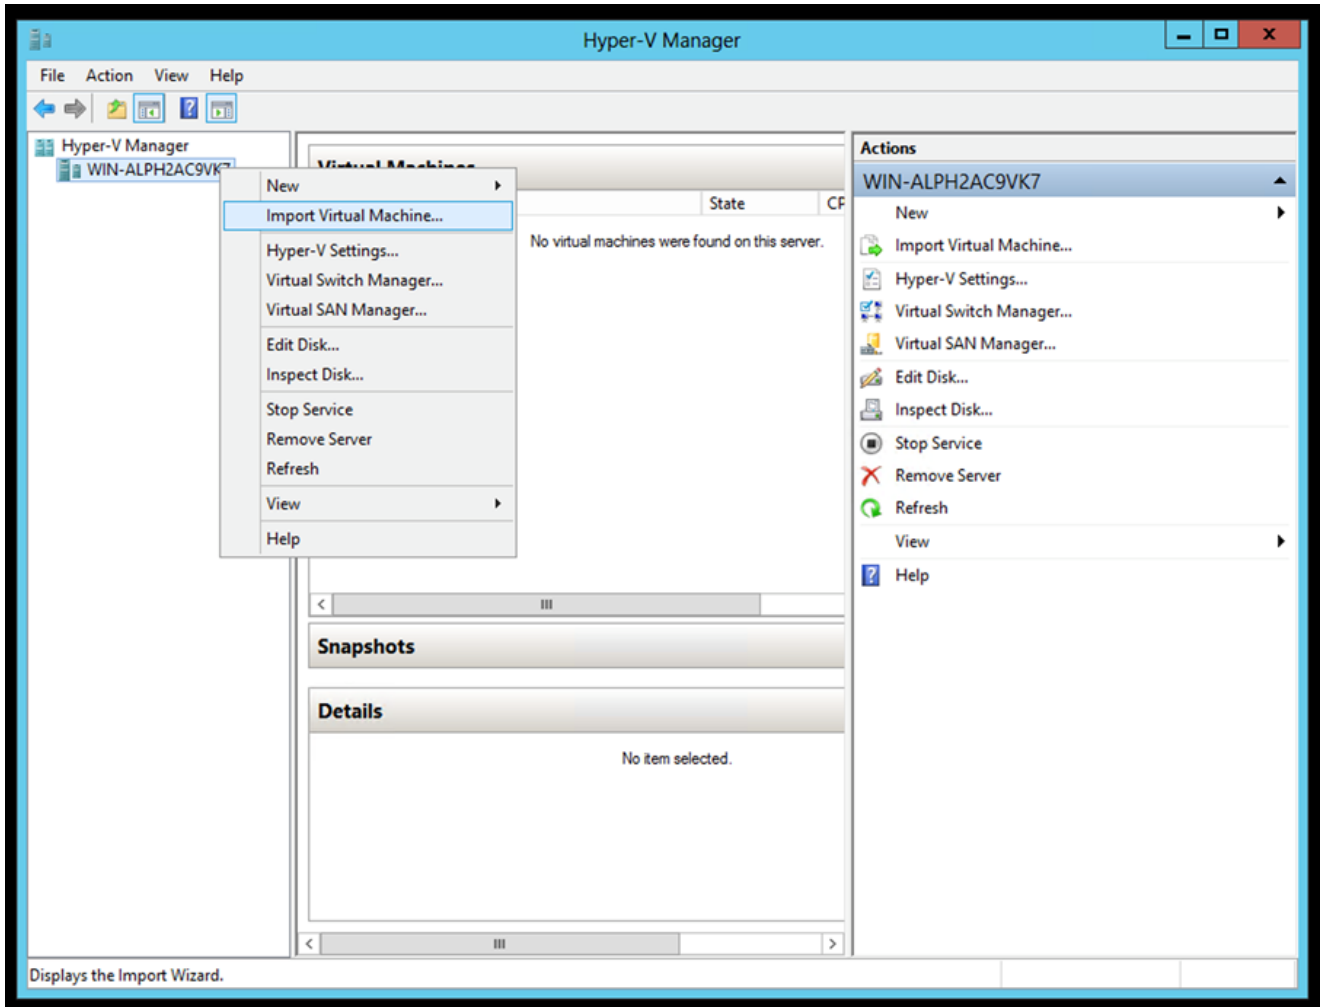 Hyper-V Manager
File Action View Help
Hyper-V Manager
WIN-ALPH2AC9VK7
New
Import Virtual Machine...
Hyper-V Settings...
Virtual Switch Manager...
Virtual SAN Manager...
Edit Disk...
Inspect Disk...
Stop Service
Remove Server
Refresh
View
Help
Virtual Machines
State CP
No virtual machines were found on this server.
Snapshots
Details
No item selected.
Actions
WIN-ALPH2AC9VK7
New
Import Virtual Machine...
Hyper-V Settings...
Virtual Switch Manager...
Virtual SAN Manager...
Edit Disk...
Inspect Disk...
Stop Service
Remove Server
Refresh
View
Help
Displays the Import Wizard.